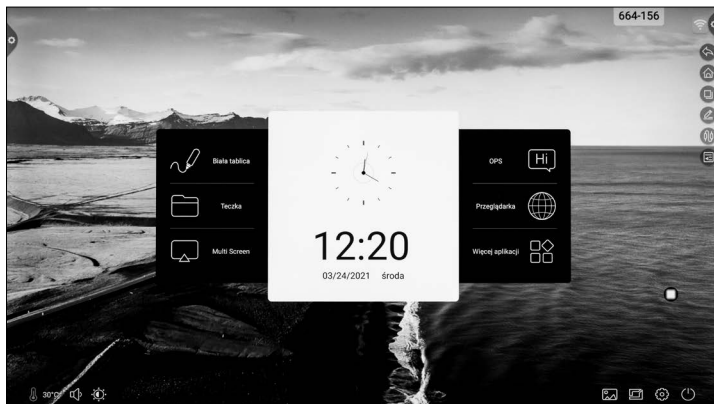 664-156
Biała tablica
Teczka
Multi Screen
12:20
03/24/2021 środa
OPS
Hi
Przeglądarka
Więcej aplikacji
30°C